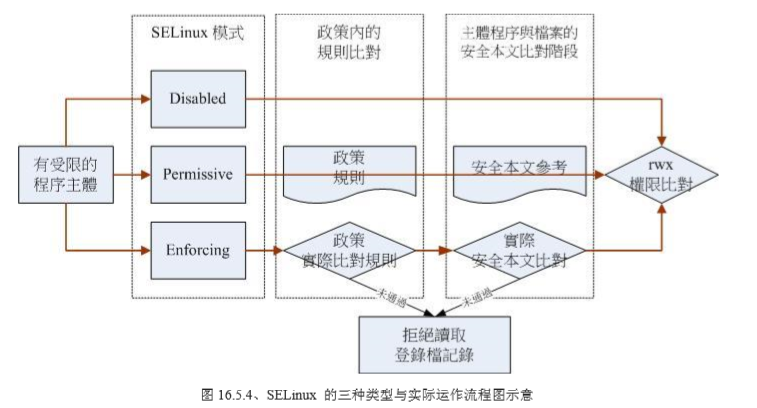 SELinux 模式
政策內的
規則比對
主體程序與檔案的
安全本文比對階段
Disabled
有受限的
程序主體
Permissive
政策
規則
安全本文參考
rwx
權限比對
Enforcing
政策
實際比對規則
實際
安全本文比對
未通過
未通過
拒絕讀取
登錄檔記錄
图 16.5.4、SELinux 的三种类型与实际运作流程图示意